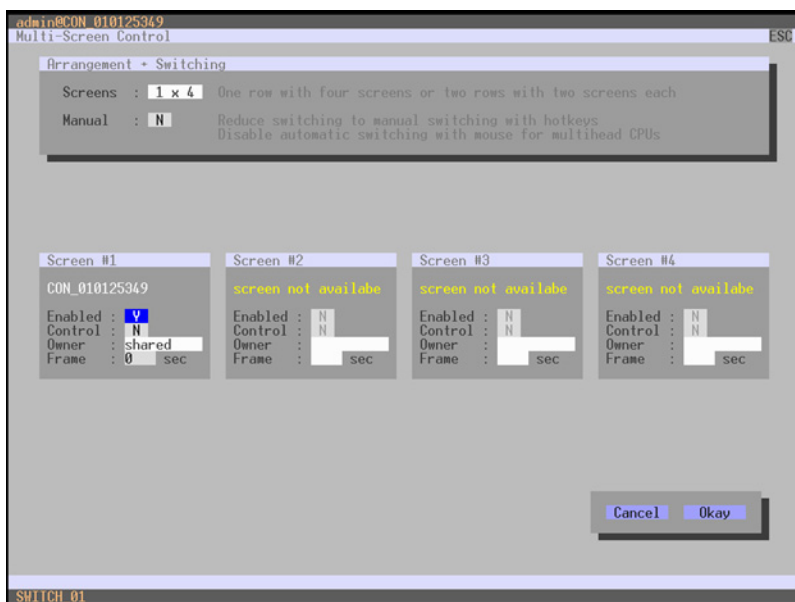 admin@CON_010125349
Multi-Screen Control ESC
Arrangement + Switching
Screens : 1 x 4 One row with four screens or two rows with two screens each
Manual : N Reduce switching to manual switching with hotkeys
Disable automatic switching with mouse for multihead CPUs
Screen #1 Screen #2 Screen #3 Screen #4
CON_010125349 screen not availabe screen not availabe screen not availabe
Enabled : Y Enabled : N Enabled : N Enabled : N
Control : N Control : N Control : N Control : N
Owner : shared Owner : Owner : Owner :
Frame : 0 sec Frame : sec Frame : sec Frame : sec
Cancel Okay
SWITCH_01